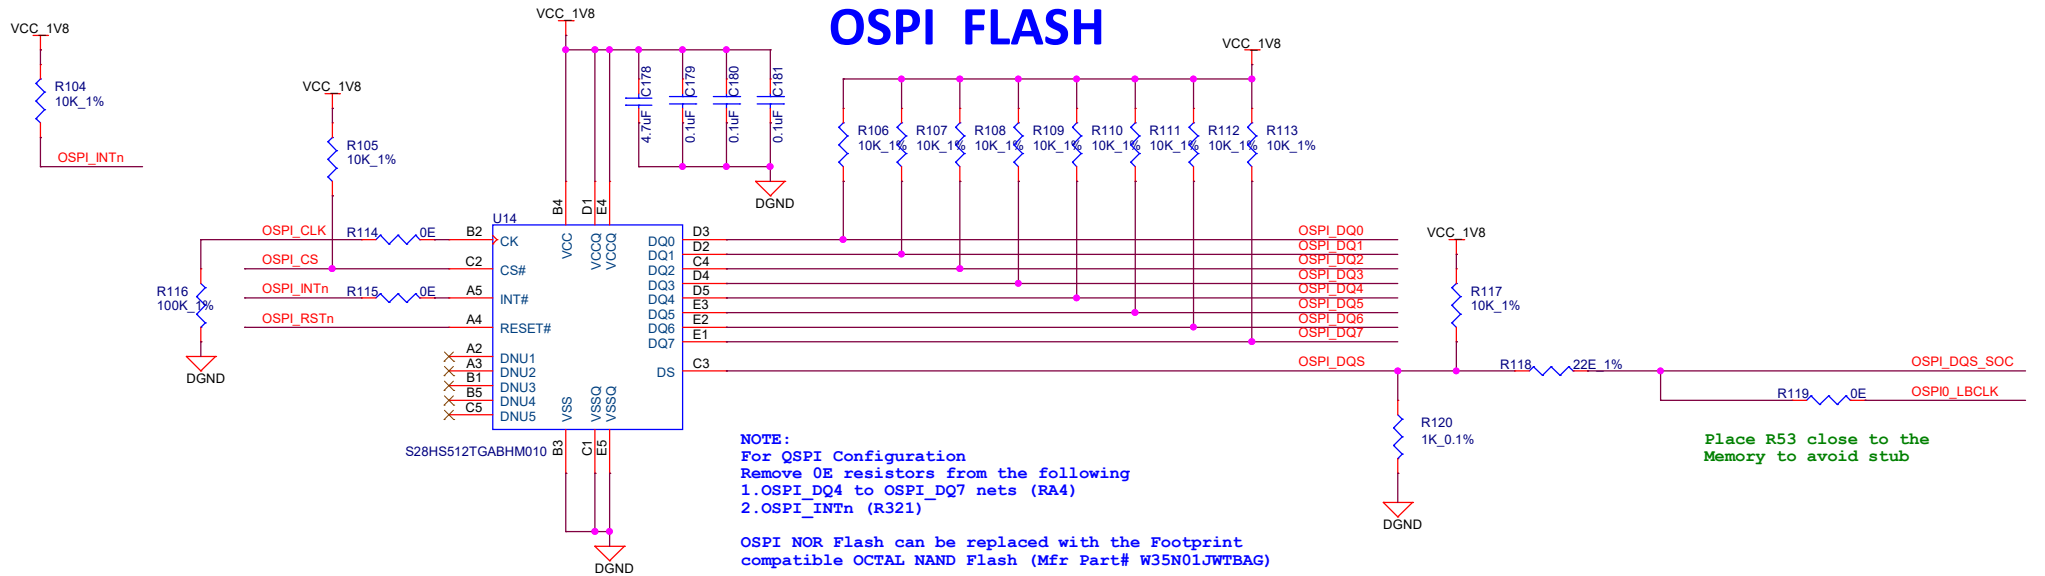 OSPI FLASH
VCC_1V8
R104
10K_1%
OSPI_INTn
VCC_1V8
R105
10K_1%
VCC_1V8
C178
4.7uF
C179
0.1uF
C180
0.1uF
C181
0.1uF
DGND
VCC_1V8
R106
10K_1%
R107
10K_1%
R108
10K_1%
R109
10K_1%
R110
10K_1%
R111
10K_1%
R112
10K_1%
R113
10K_1%
OSPI_CLK
R114
0E
OSPI_CS
OSPI_INTn
R115
0E
OSPI_RSTn
R116
100K_1%
DGND
U14
B4
D1
E4
VCC
VCCQ
VCCQ
B2
CK
C2
CS#
A5
INT#
A4
RESET#
A2
DNU1
A3
DNU2
B1
DNU3
B5
DNU4
C5
DNU5
DQ0
D3
DQ1
D2
DQ2
C4
DQ3
D4
DQ4
D5
DQ5
E3
DQ6
E2
DQ7
E1
DS
C3
VSS
VSSQ
VSSQ
B3
C1
E5
S28HS512TGABHM010
DGND
OSPI_DQ0
OSPI_DQ1
OSPI_DQ2
OSPI_DQ3
OSPI_DQ4
OSPI_DQ5
OSPI_DQ6
OSPI_DQ7
OSPI_DQS
VCC_1V8
R117
10K_1%
R118
22E_1%
OSPI_DQS_SOC
R119
0E
OSPI0_LBCLK
R120
1K_0.1%
DGND
Place R53 close to the
Memory to avoid stub
NOTE:
For QSPI Configuration
Remove 0E resistors from the following
1.OSPI_DQ4 to OSPI_DQ7 nets (RA4)
2.OSPI_INTn (R321)
OSPI NOR Flash can be replaced with the Footprint
compatible OCTAL NAND Flash (Mfr Part# W35N01JWTBAG)